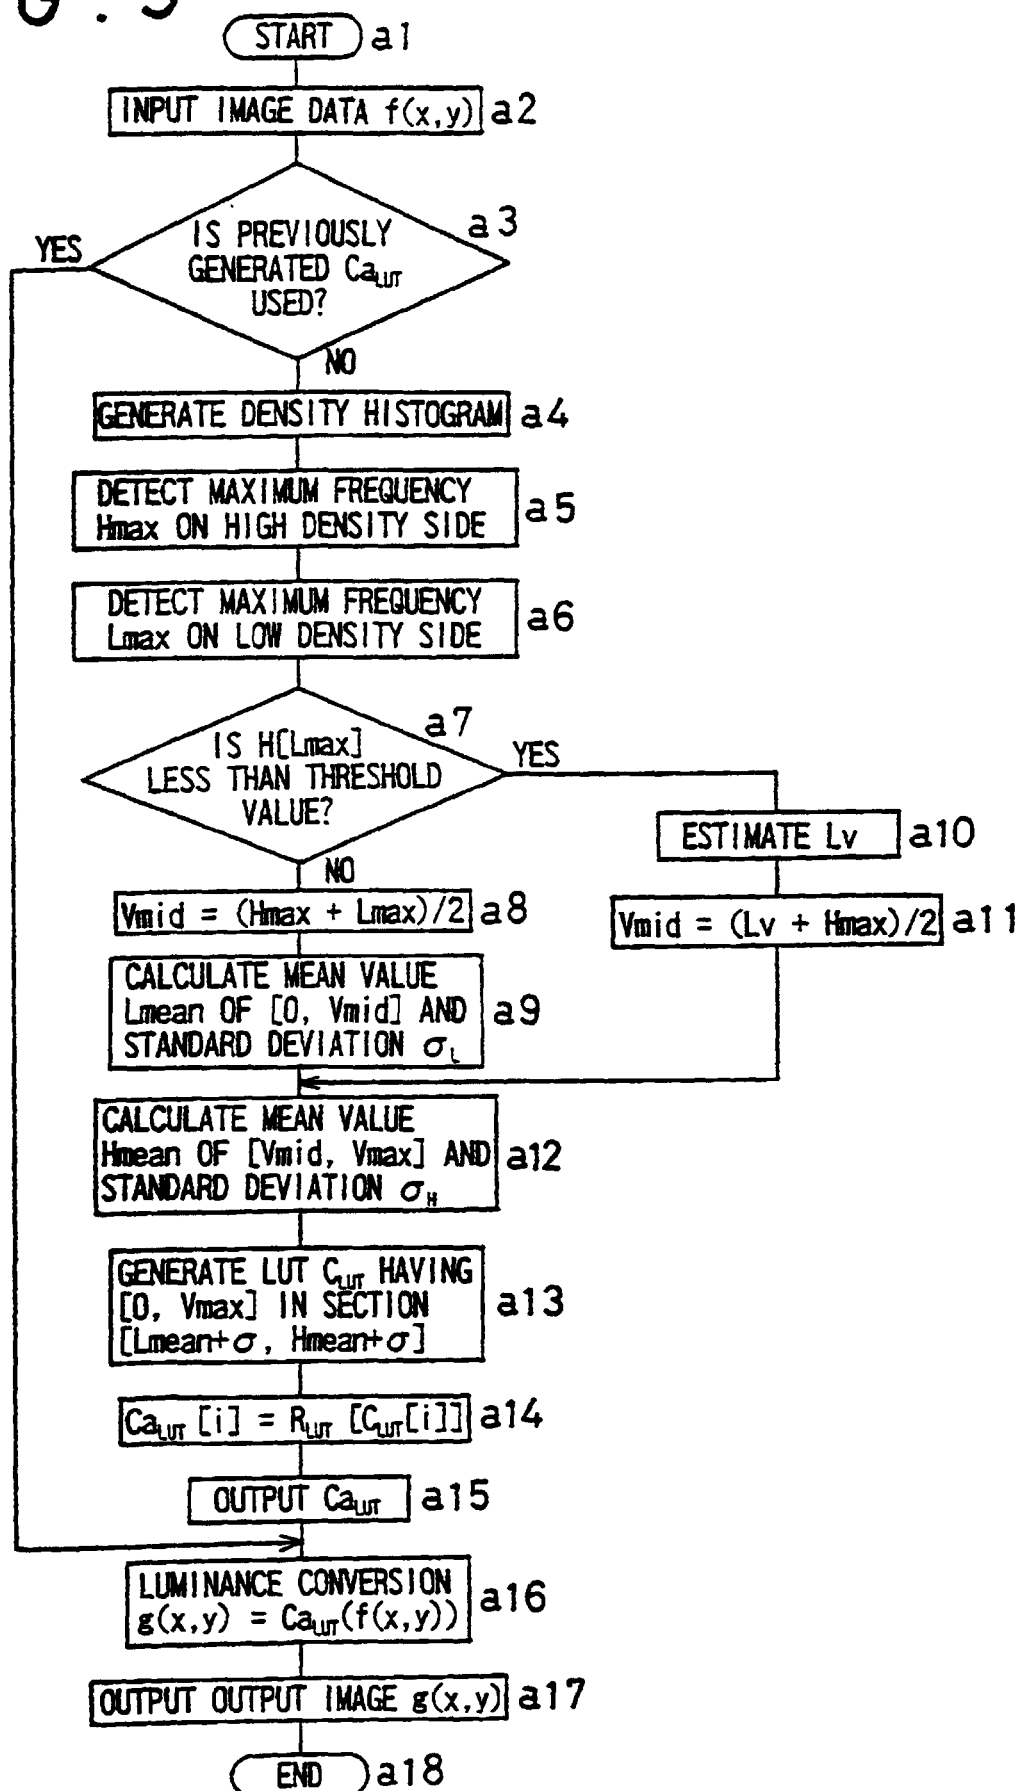 START a1
INPUT IMAGE DATA f(x,y) a2
a3
IS PREVIOUSLY
YES
GENERATED Ca_LUT
USED?
NO
GENERATE DENSITY HISTOGRAM a4
DETECT MAXIMUM FREQUENCY
Hmax ON HIGH DENSITY SIDE
a5
DETECT MAXIMUM FREQUENCY
Lmax ON LOW DENSITY SIDE
a6
a7
IS H[Lmax]
LESS THAN THRESHOLD
VALUE?
YES
NO
ESTIMATE Lv a10
Vmid = (Hmax + Lmax)/2 a8
Vmid = (Lv + Hmax)/2 a11
CALCULATE MEAN VALUE
Lmean OF [0, Vmid] AND
STANDARD DEVIATION σ_L
a9
CALCULATE MEAN VALUE
Hmean OF [Vmid, Vmax] AND
STANDARD DEVIATION σ_H
a12
GENERATE LUT C_LUT HAVING
[0, Vmax] IN SECTION
[Lmean+σ, Hmean+σ]
a13
Ca_LUT [i] = R_LUT [C_LUT[i]] a14
OUTPUT Ca_LUT a15
LUMINANCE CONVERSION
g(x,y) = Ca_LUT(f(x,y))
a16
OUTPUT OUTPUT IMAGE g(x,y) a17
END a18